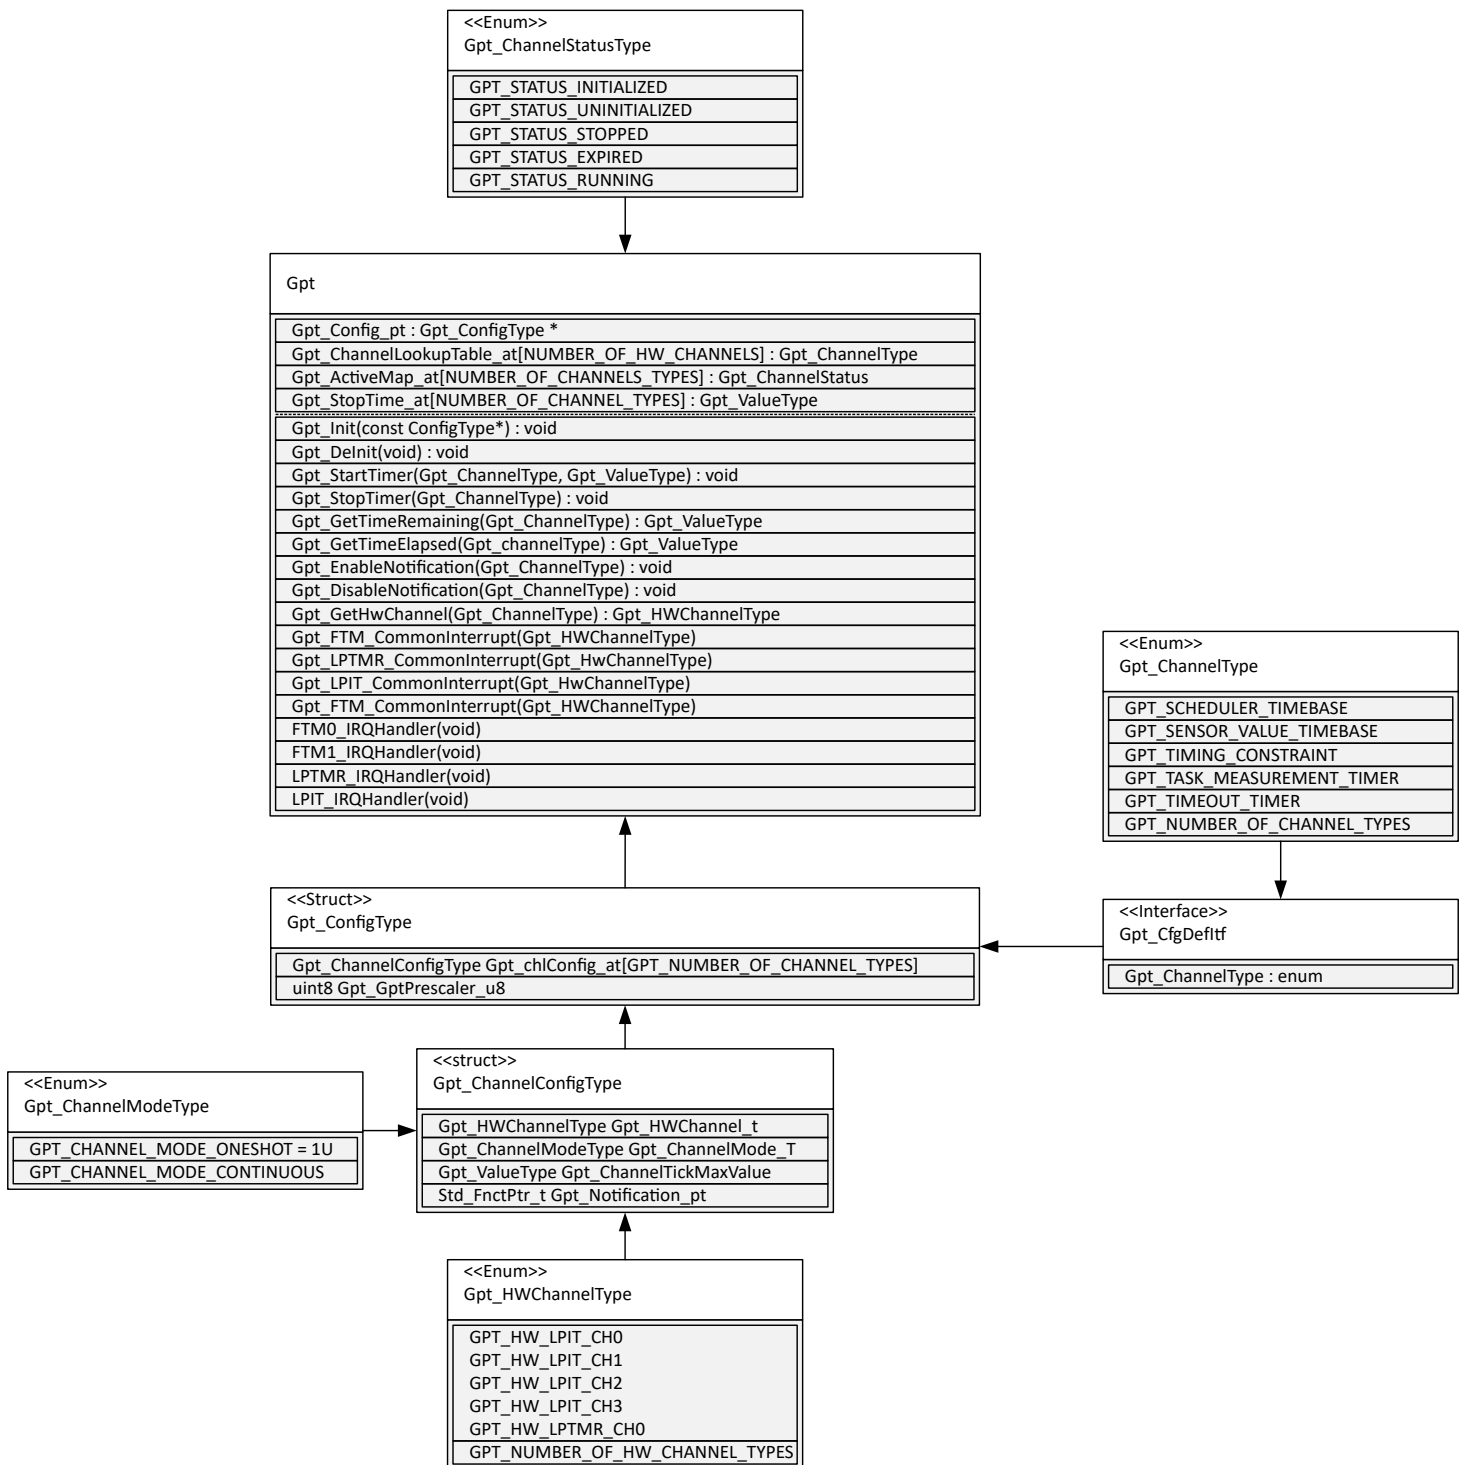 <<Enum>>
Gpt_ChannelStatusType
GPT_STATUS_INITIALIZED
GPT_STATUS_UNINITIALIZED
GPT_STATUS_STOPPED
GPT_STATUS_EXPIRED
GPT_STATUS_RUNNING
Gpt
Gpt_Config_pt : Gpt_ConfigType *
Gpt_ChannelLookupTable_at[NUMBER_OF_HW_CHANNELS] : Gpt_ChannelType
Gpt_ActiveMap_at[NUMBER_OF_CHANNELS_TYPES] : Gpt_ChannelStatus
Gpt_StopTime_at[NUMBER_OF_CHANNEL_TYPES] : Gpt_ValueType
Gpt_Init(const ConfigType*) : void
Gpt_DeInit(void) : void
Gpt_StartTimer(Gpt_ChannelType, Gpt_ValueType) : void
Gpt_StopTimer(Gpt_ChannelType) : void
Gpt_GetTimeRemaining(Gpt_ChannelType) : Gpt_ValueType
Gpt_GetTimeElapsed(Gpt_channelType) : Gpt_ValueType
Gpt_EnableNotification(Gpt_ChannelType) : void
Gpt_DisableNotification(Gpt_ChannelType) : void
Gpt_GetHwChannel(Gpt_ChannelType) : Gpt_HWChannelType
Gpt_FTM_CommonInterrupt(Gpt_HWChannelType)
Gpt_LPTMR_CommonInterrupt(Gpt_HwChannelType)
Gpt_LPIT_CommonInterrupt(Gpt_HwChannelType)
Gpt_FTM_CommonInterrupt(Gpt_HWChannelType)
FTM0_IRQHandler(void)
FTM1_IRQHandler(void)
LPTMR_IRQHandler(void)
LPIT_IRQHandler(void)
<<Enum>>
Gpt_ChannelType
GPT_SCHEDULER_TIMEBASE
GPT_SENSOR_VALUE_TIMEBASE
GPT_TIMING_CONSTRAINT
GPT_TASK_MEASUREMENT_TIMER
GPT_TIMEOUT_TIMER
GPT_NUMBER_OF_CHANNEL_TYPES
<<Struct>>
Gpt_ConfigType
Gpt_ChannelConfigType Gpt_chlConfig_at[GPT_NUMBER_OF_CHANNEL_TYPES]
uint8 Gpt_GptPrescaler_u8
<<Interface>>
Gpt_CfgDefItf
Gpt_ChannelType : enum
<<Enum>>
Gpt_ChannelModeType
GPT_CHANNEL_MODE_ONESHOT = 1U
GPT_CHANNEL_MODE_CONTINUOUS
<<struct>>
Gpt_ChannelConfigType
Gpt_HWChannelType Gpt_HWChannel_t
Gpt_ChannelModeType Gpt_ChannelMode_T
Gpt_ValueType Gpt_ChannelTickMaxValue
Std_FnctPtr_t Gpt_Notification_pt
<<Enum>>
Gpt_HWChannelType
GPT_HW_LPIT_CH0
GPT_HW_LPIT_CH1
GPT_HW_LPIT_CH2
GPT_HW_LPIT_CH3
GPT_HW_LPTMR_CH0
GPT_NUMBER_OF_HW_CHANNEL_TYPES